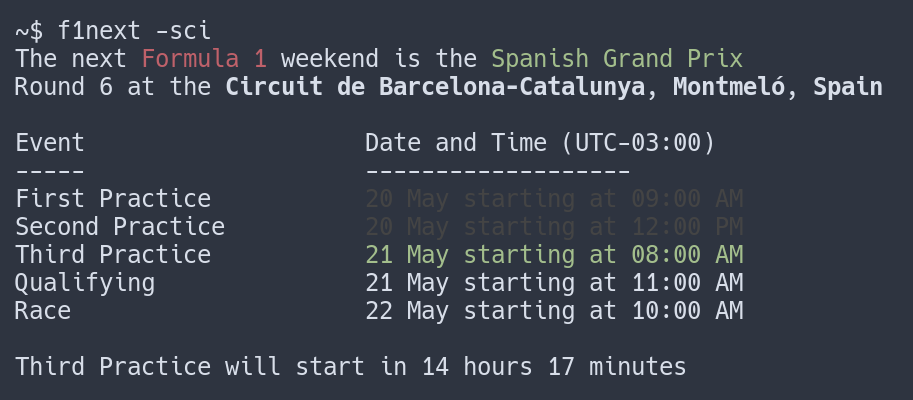 ~$ f1next -sci
The next Formula 1 weekend is the Spanish Grand Prix
Round 6 at the Circuit de Barcelona-Catalunya, Montmeló, Spain
Event                    Date and Time (UTC-03:00)
-----                    -------------------
First Practice           20 May starting at 09:00 AM
Second Practice          20 May starting at 12:00 PM
Third Practice           21 May starting at 08:00 AM
Qualifying               21 May starting at 11:00 AM
Race                     22 May starting at 10:00 AM
Third Practice will start in 14 hours 17 minutes